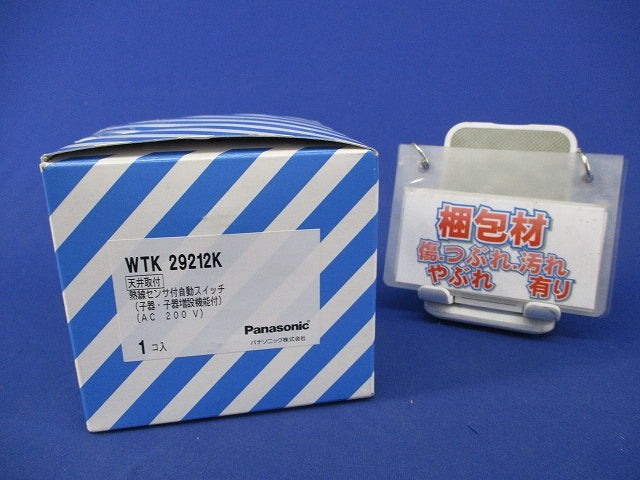 WTK 29212K
天井取付
熱線センサ付自動スイッチ
(子器・子器増設機能付)
(AC 200V)
1 コ入
Panasonic
パナソニック株式会社
梱包材
傷.つぶれ.汚れ
やぶれ 有り